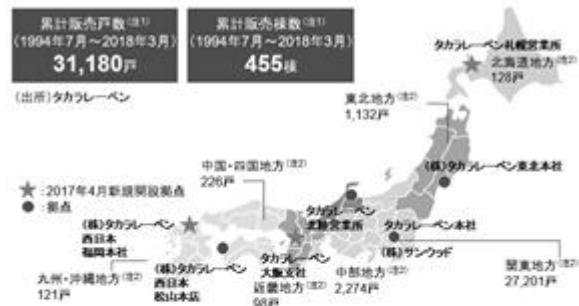 累計販売戸数(注1)
(1994年7月～2018年3月)
31,180戸
累計販売棟数(注1)
(1994年7月～2018年3月)
455棟
(出所)タカラレーベン
タカラレーベン札幌営業所
北海道地方(注2)
128戸
東北地方(注2)
1,132戸
(株)タカラレーベン東北本社
中国・四国地方(注2)
226戸
★:2017年4月新規開設拠点
●:拠点
(株)タカラレーベン
西日本
福岡本社
九州・沖縄地方(注2)
121戸
(株)タカラレーベン
西日本
松山本店
タカラレーベン
北陸営業所
タカラレーベン
大阪支社
近畿地方(注2)
98戸
中部地方(注2)
2,274戸
タカラレーベン本社
(株)サンウッド
関東地方(注2)
27,201戸